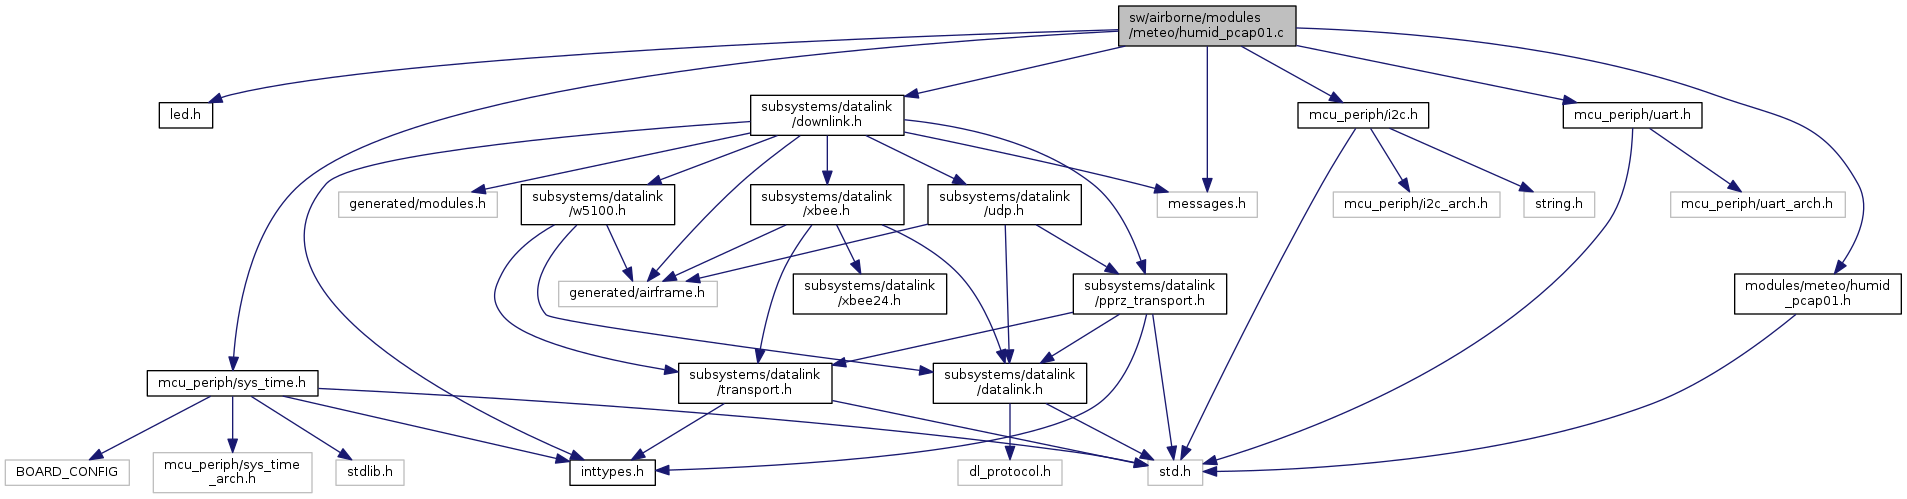 sw/airborne/modules
/meteo/humid_pcap01.c
led.h
subsystems/datalink
/downlink.h
mcu_periph/i2c.h
mcu_periph/uart.h
generated/modules.h
subsystems/datalink
/w5100.h
subsystems/datalink
/xbee.h
subsystems/datalink
/udp.h
messages.h
mcu_periph/i2c_arch.h
string.h
mcu_periph/uart_arch.h
generated/airframe.h
subsystems/datalink
/xbee24.h
subsystems/datalink
/pprz_transport.h
modules/meteo/humid
_pcap01.h
mcu_periph/sys_time.h
subsystems/datalink
/transport.h
subsystems/datalink
/datalink.h
BOARD_CONFIG
mcu_periph/sys_time
_arch.h
stdlib.h
inttypes.h
dl_protocol.h
std.h